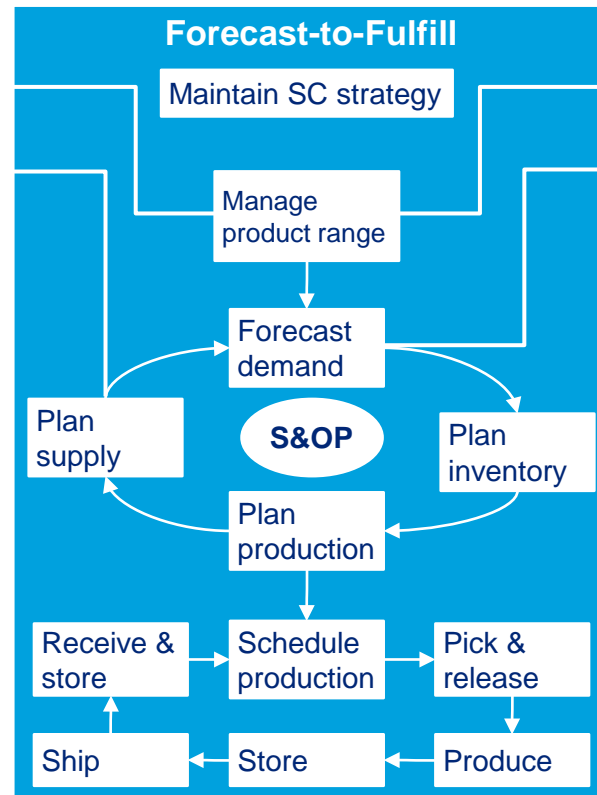 Forecast-to-Fulfill
Maintain SC strategy
Manage
product range
Forecast
demand
Plan
supply
S&OP
Plan
inventory
Plan
production
Receive &
store
Schedule
production
Pick &
release
Ship
Store
Produce